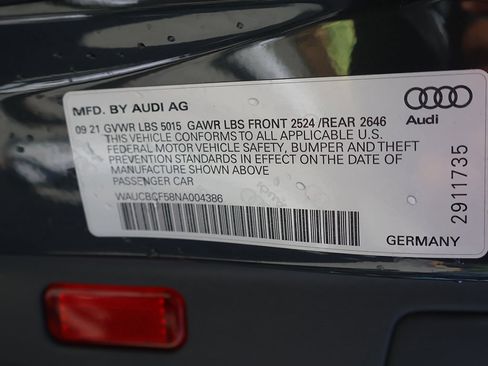 MFD. BY AUDI AG
09 21 GVWR LBS 5015 GAWR LBS FRONT 2524 /REAR 2646
THIS VEHICLE CONFORMS TO ALL APPLICABLE U.S.
FEDERAL MOTOR VEHICLE SAFETY, BUMPER AND THEFT
PREVENTION STANDARDS IN EFFECT ON THE DATE OF
MANUFACTURE SHOWN ABOVE
PASSENGER CAR
WAUCBCF58NA004386
Audi
2911735
GERMANY